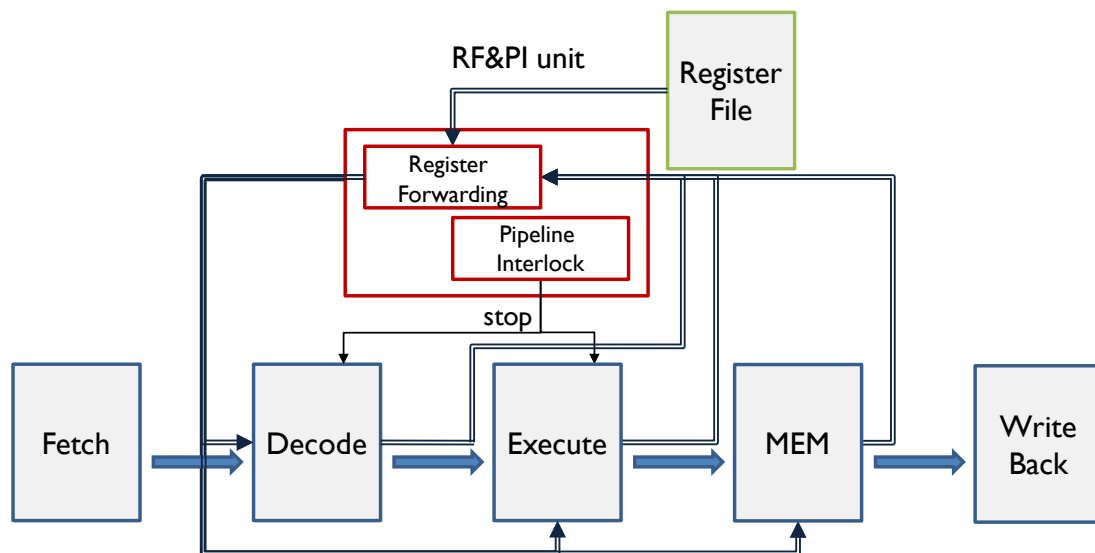 RF&PI unit
Register
File
Register
Forwarding
Pipeline
Interlock
stop
Fetch
Decode
Execute
MEM
Write
Back